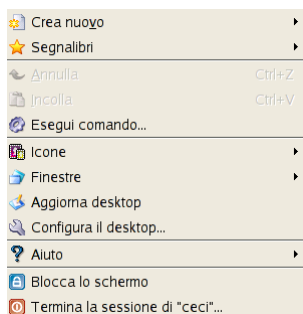 Crea nuovo
Segnalibri
Annulla Ctrl+Z
Incolla Ctrl+V
Esegui comando...
Icone
Finestre
Aggiorna desktop
Configura il desktop...
Aiuto
Blocca lo schermo
Termina la sessione di "ceci"...